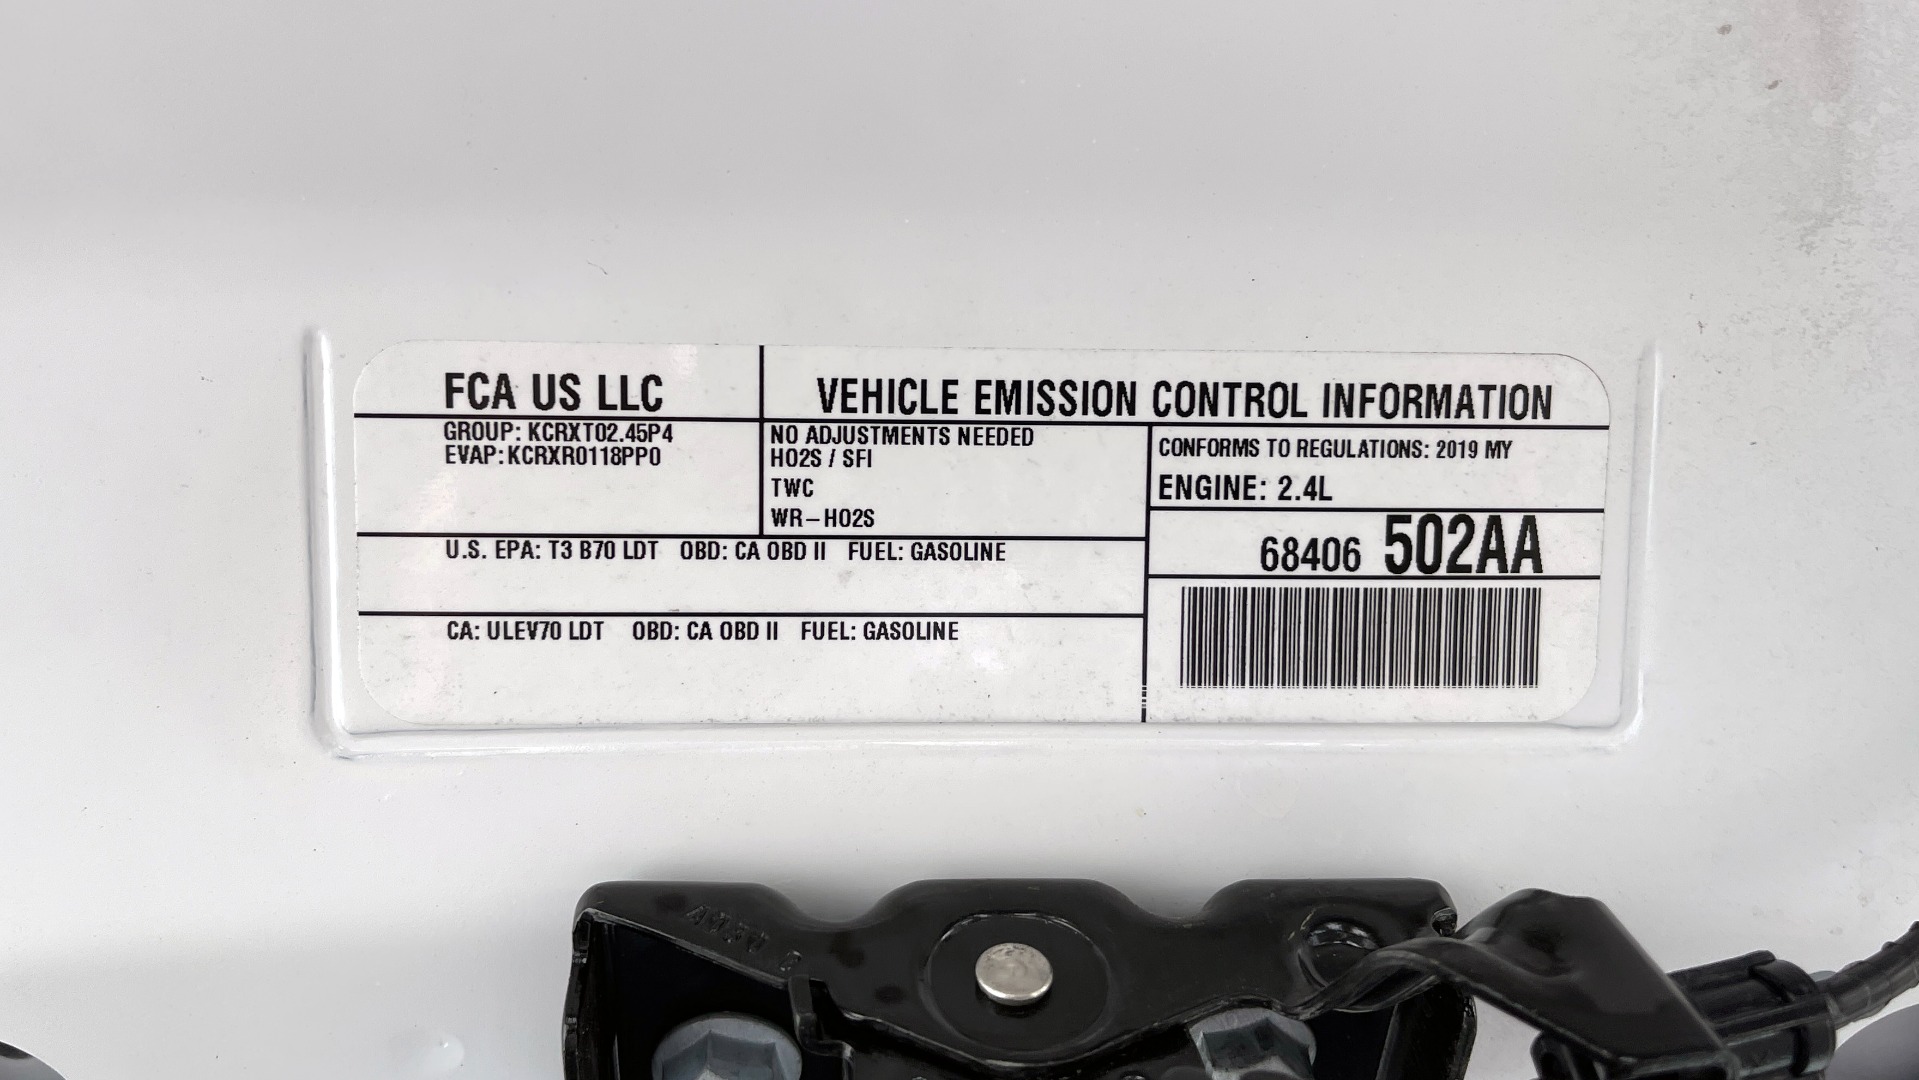 FCA US LLC
VEHICLE EMISSION CONTROL INFORMATION
GROUP: KCRXT02.45P4
EVAP: KCRXR0118PP0
NO ADJUSTMENTS NEEDED
HO2S / SFI
TWC
WR-HO2S
CONFORMS TO REGULATIONS: 2019 MY
ENGINE: 2.4L
68406 502AA
U.S. EPA: T3 B70 LDT OBD: CA OBD II FUEL: GASOLINE
CA: ULEV70 LDT OBD: CA OBD II FUEL: GASOLINE